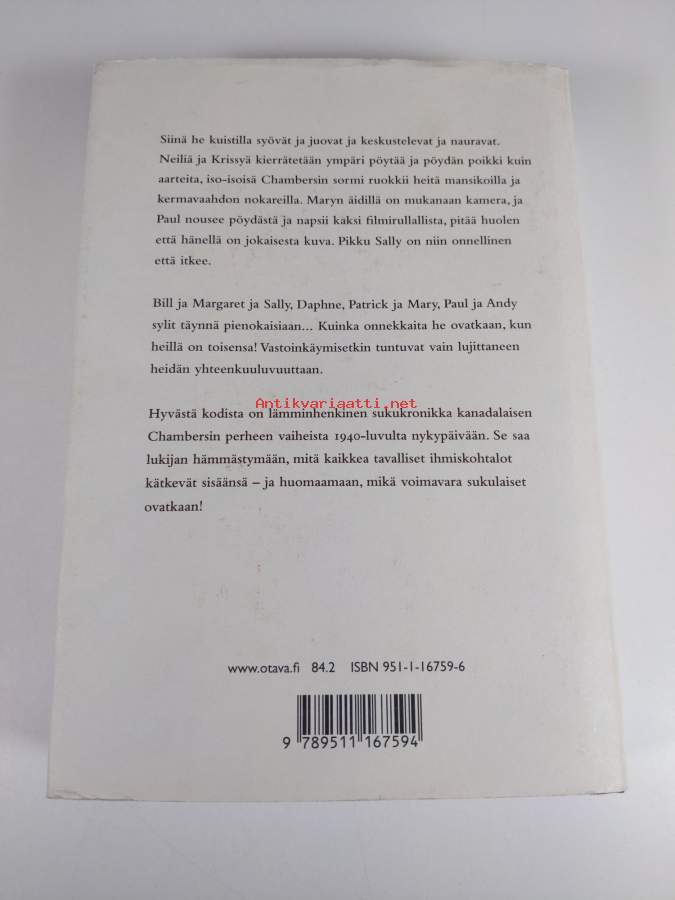 Siinä he kuistilla syövät ja juovat ja keskustelevat ja nauravat.
Neiliä ja Krissyä kierrätetään ympäri pöytää ja pöydän poikki kuin
aarteita, iso-isoisä Chambersin sormi ruokkii heitä mansikoilla ja
kermavaahdon nokareilla. Maryn äidillä on mukanaan kamera, ja
Paul nousee pöydästä ja napsii kaksi filmirullallista, pitää huolen
että hänellä on jokaisesta kuva. Pikku Sally on niin onnellinen
että itkee.
Bill ja Margaret ja Sally, Daphne, Patrick ja Mary, Paul ja Andy
sylit täynnä pienokaisiaan... Kuinka onnekkaita he ovatkaan, kun
heillä on toisensa! Vastoinkäymisetkin tuntuvat vain lujittaneen
heidän yhteenkuuluvuuttaan.
Antikvariaatti.net
Hyvästä kodista on lämminhenkinen sukukronikka kanadalaisen
Chambersin perheen vaiheista 1940-luvulta nykypäivään. Se saa
lukijan hämmästymään, mitä kaikkea tavalliset ihmiskohtalot
kätkevät sisäänsä – ja huomaamaan, mikä voimavara sukulaiset
ovatkaan!
www.otava.fi 84.2 ISBN 951-1-16759-6
9 789511 167594